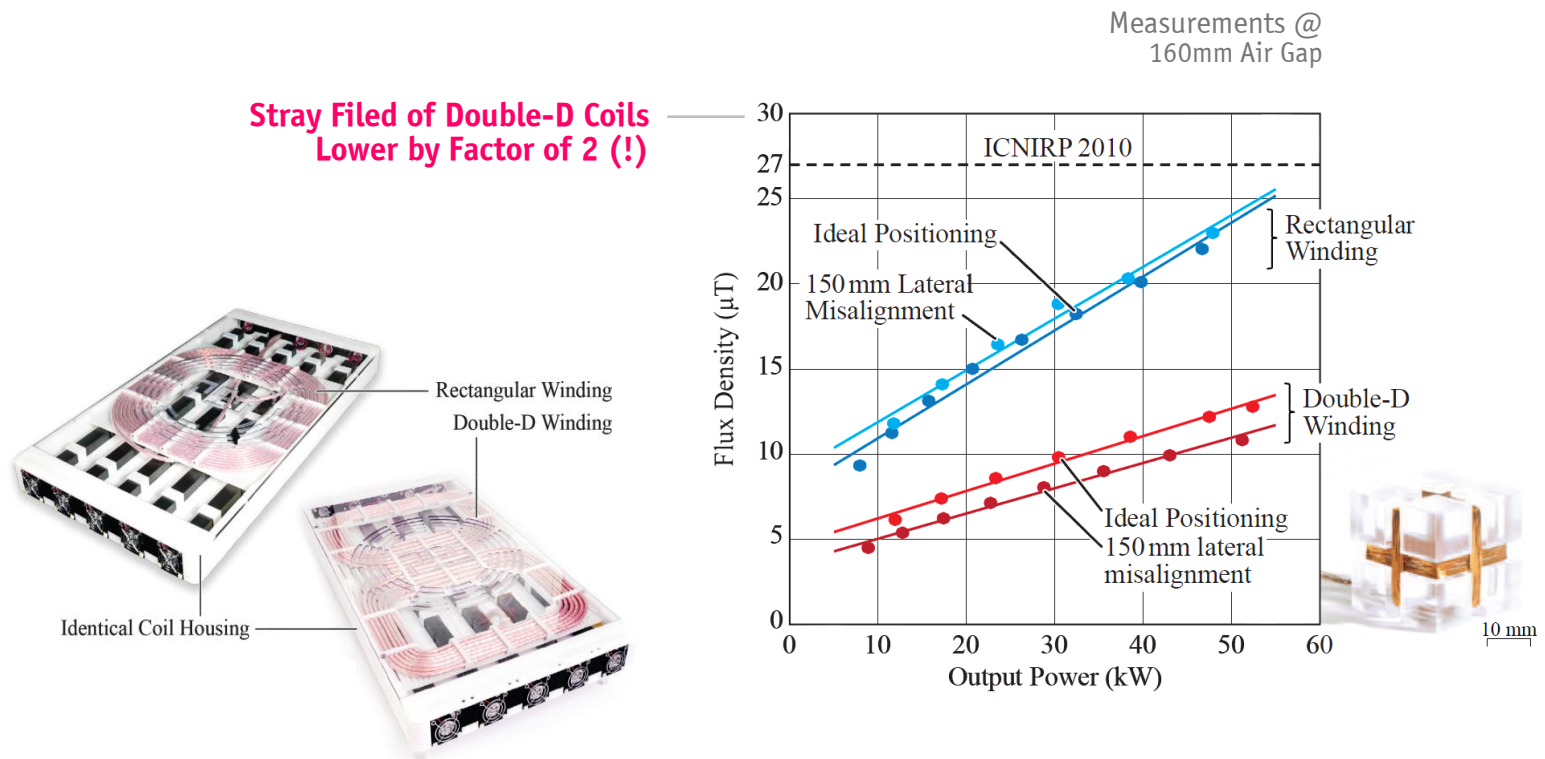 Measurements @
160mm Air Gap
Stray Filed of Double-D Coils
Lower by Factor of 2 (!)
Rectangular Winding
Double-D Winding
Identical Coil Housing
30
27
25
20
15
10
5
0
Flux Density (µT)
ICNIRP 2010
Ideal Positioning
150 mm Lateral
Misalignment
Rectangular
Winding
Double-D
Winding
Ideal Positioning
150 mm lateral
misalignment
0 10 20 30 40 50 60
Output Power (kW)
10 mm